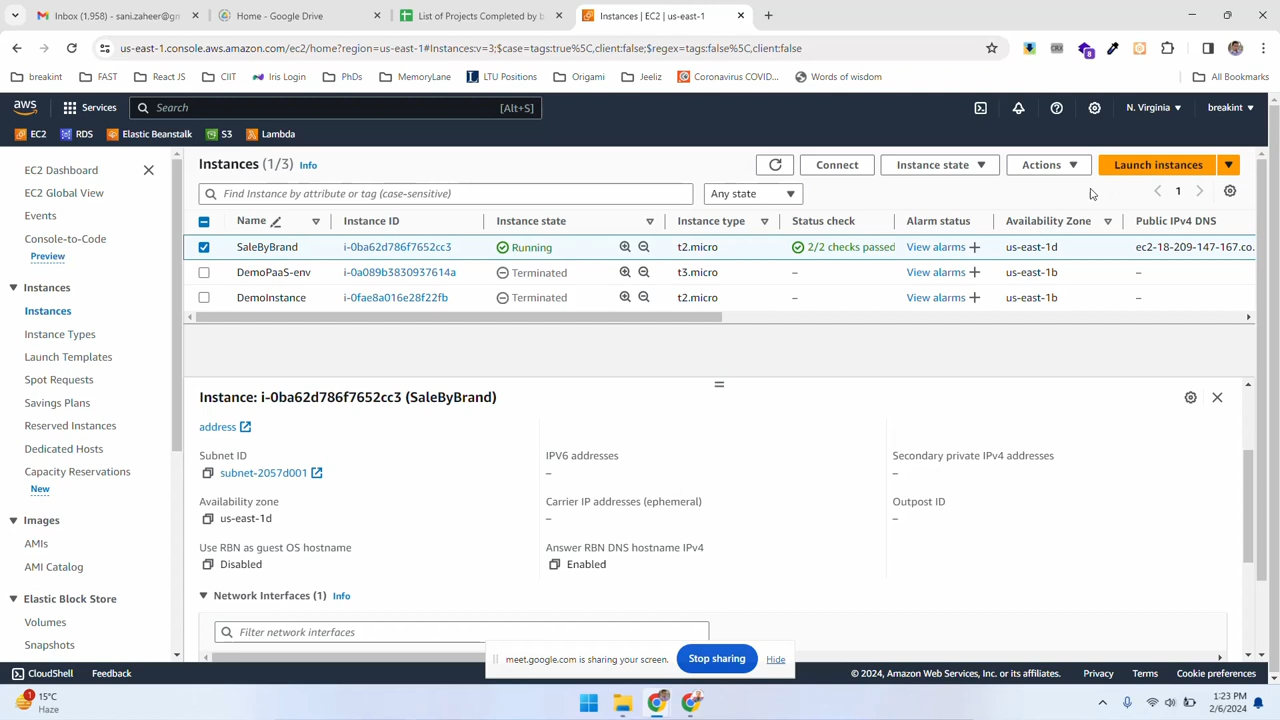 Inbox (1,958) - sani.zaheer@gn
Home - Google Drive
List of Projects Completed by b
Instances | EC2 | us-east-1
us-east-1.console.aws.amazon.com/ec2/home?region=us-east-1#Instances:v=3;$case=tags:true%5C,client:false;$regex=tags:false%5C,client:false
8
breakint
FAST
React JS
CIIT
Iris Login
PhDs
MemoryLane
LTU Positions
Origami
Jeeliz
Coronavirus COVID...
Words of wisdom
All Bookmarks
aws
Services
Search
[Alt+S]
N. Virginia
breakint
EC2
RDS
Elastic Beanstalk
S3
Lambda
EC2 Dashboard
EC2 Global View
Events
Console-to-Code
Preview
Instances
Instances
Instance Types
Launch Templates
Spot Requests
Savings Plans
Reserved Instances
Dedicated Hosts
Capacity Reservations
New
Images
AMIs
AMI Catalog
Elastic Block Store
Volumes
Snapshots
Instances (1/3) Info
Connect
Instance state
Actions
Launch instances
Find Instance by attribute or tag (case-sensitive)
Any state
1
Name Instance ID Instance state Instance type Status check Alarm status Availability Zone Public IPv4 DNS
SaleByBrand i-0ba62d786f7652cc3 Running t2.micro 2/2 checks passed View alarms + us-east-1d ec2-18-209-147-167.co.
DemoPaaS-env i-0a089b3830937614a Terminated t3.micro – View alarms + us-east-1b –
DemoInstance i-0fae8a016e28f22fb Terminated t2.micro – View alarms + us-east-1b –
Instance: i-0ba62d786f7652cc3 (SaleByBrand)
address
Subnet ID
subnet-2057d001
IPV6 addresses
–
Secondary private IPv4 addresses
–
Availability zone
us-east-1d
Carrier IP addresses (ephemeral)
–
Outpost ID
–
Use RBN as guest OS hostname
Disabled
Answer RBN DNS hostname IPv4
Enabled
Network Interfaces (1) Info
Filter network interfaces
meet.google.com is sharing your screen.
Stop sharing
Hide
CloudShell
Feedback
© 2024, Amazon Web Services, Inc. or its affiliates.
Privacy
Terms
Cookie preferences
1
15°C
Haze
1:23 PM
2/6/2024